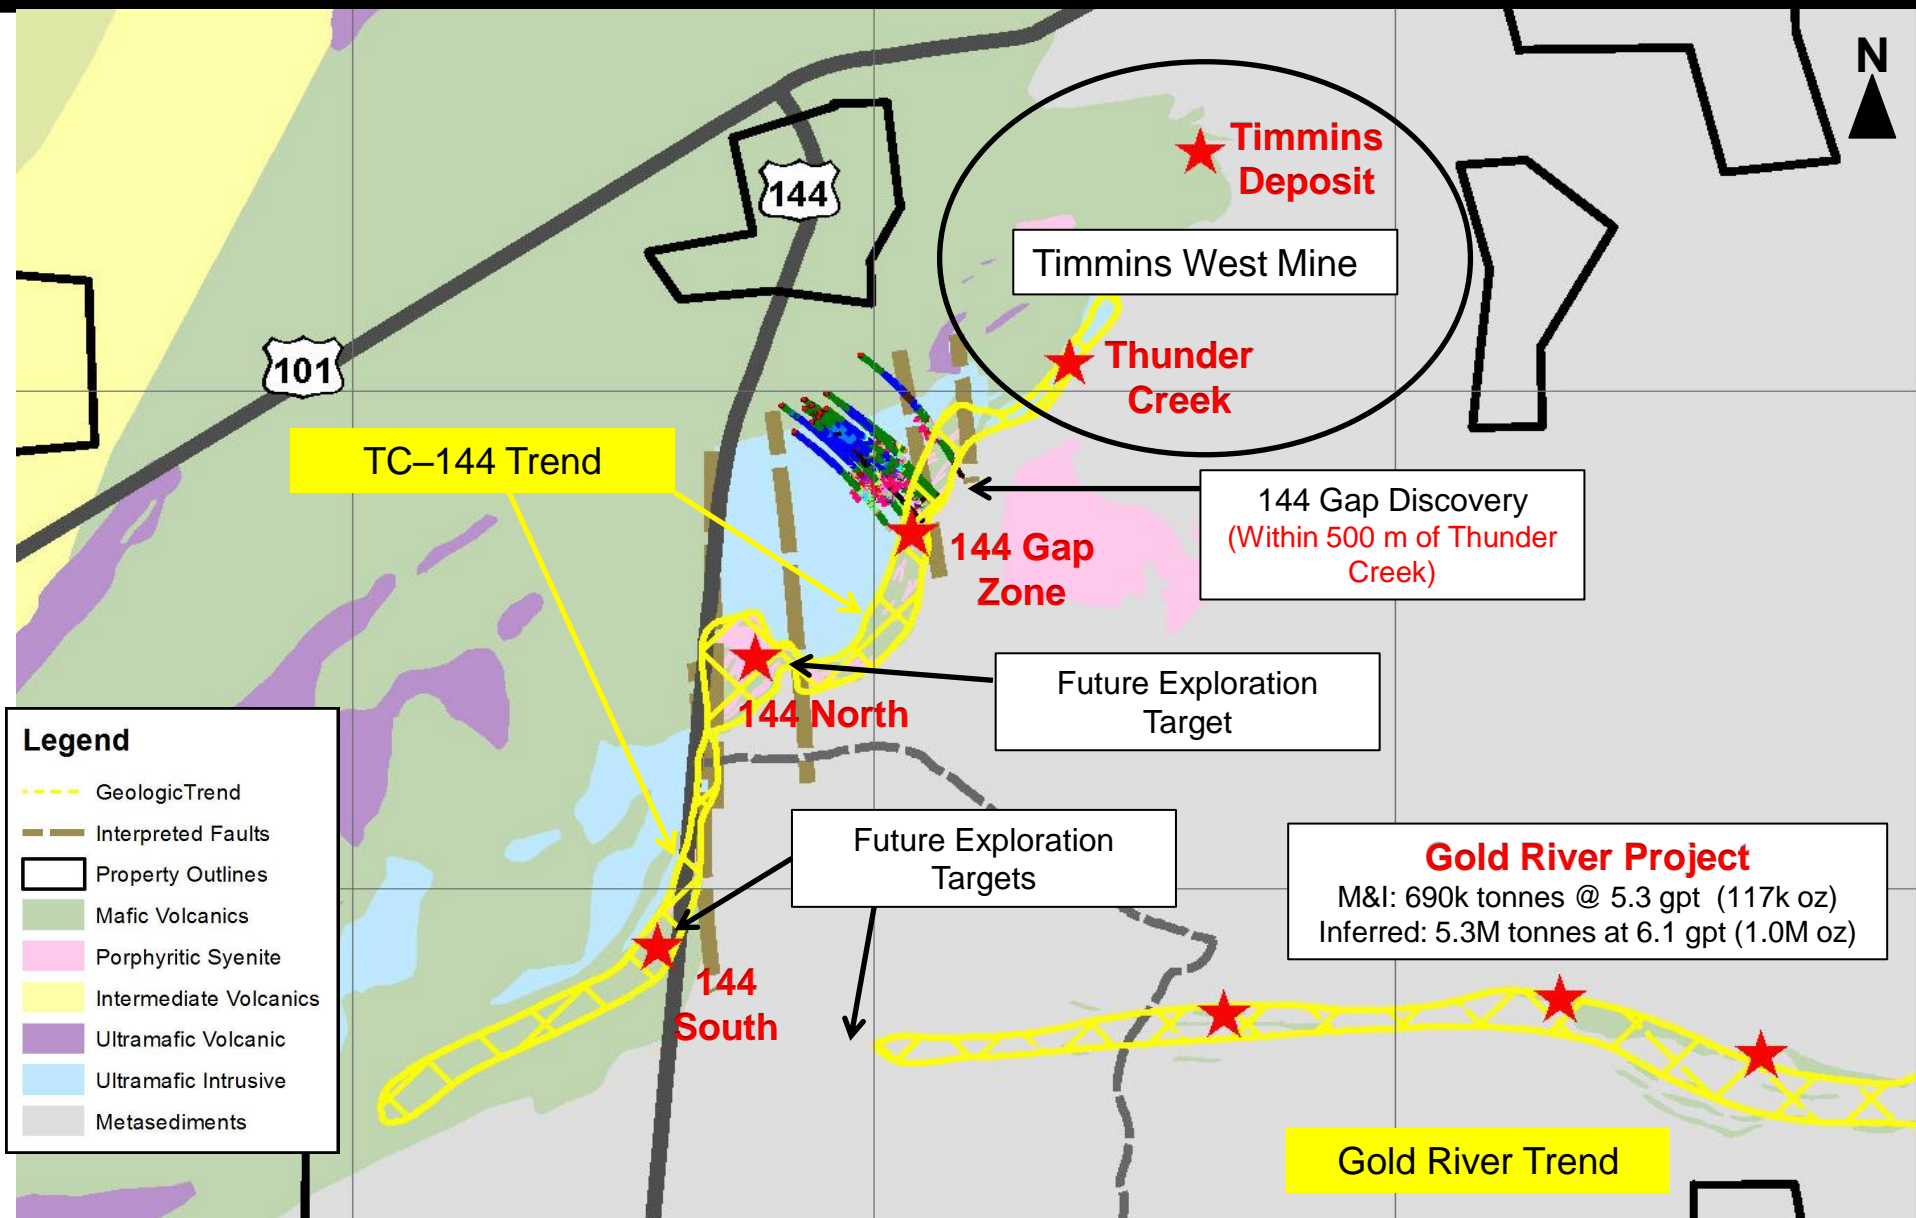 N
Timmins
Deposit
144
Timmins West Mine
101
Thunder
Creek
TC–144 Trend
144 Gap Discovery
(Within 500 m of Thunder
Creek)
144 Gap
Zone
Future Exploration
Target
144 North
Legend
GeologicTrend
Interpreted Faults
Property Outlines
Mafic Volcanics
Porphyritic Syenite
Intermediate Volcanics
Ultramafic Volcanic
Ultramafic Intrusive
Metasediments
Future Exploration
Targets
Gold River Project
M&I: 690k tonnes @ 5.3 gpt (117k oz)
Inferred: 5.3M tonnes at 6.1 gpt (1.0M oz)
144
South
Gold River Trend